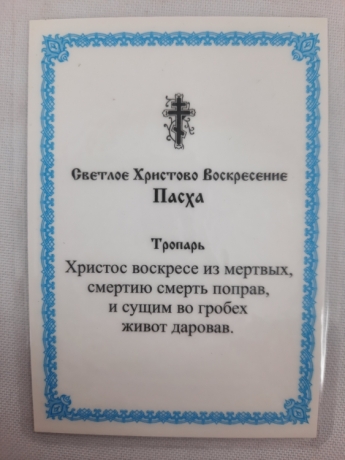 Светлое Христово Воскресение
Пасха
Тропарь
Христос воскресе из мертвых,
смертию смерть поправ,
и сущим во гробех
живот даровав.